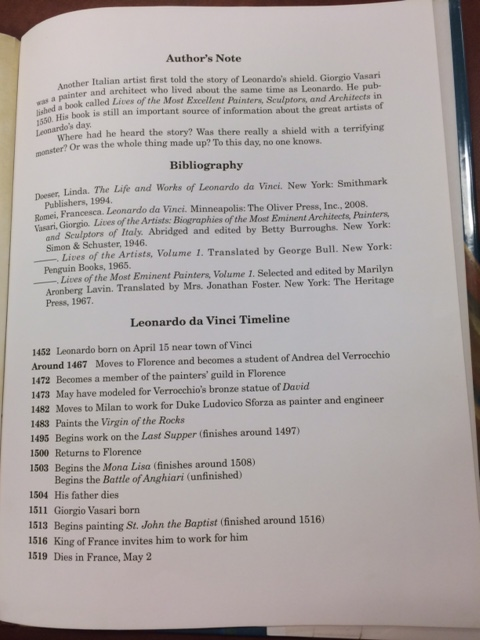 Author's Note
Another Italian artist first told the story of Leonardo's shield. Giorgio Vasari
was a painter and architect who lived about the same time as Leonardo. He pub-
lished a book called Lives of the Most Excellent Painters, Sculptors, and Architects in
1550. His book is still an important source of information about the great artists of
Leonardo's day.
Where had he heard the story? Was there really a shield with a terrifying
monster? Or was the whole thing made up? To this day, no one knows.
Bibliography
Doeser, Linda. The Life and Works of Leonardo da Vinci. New York: Smithmark
Publishers, 1994.
Romei, Francesca. Leonardo da Vinci. Minneapolis: The Oliver Press, Inc., 2008.
Vasari, Giorgio. Lives of the Artists: Biographies of the Most Eminent Architects, Painters,
and Sculptors of Italy. Abridged and edited by Betty Burroughs. New York:
Simon & Schuster, 1946.
———. Lives of the Artists, Volume 1. Translated by George Bull. New York:
Penguin Books, 1965.
———. Lives of the Most Eminent Painters, Volume 1. Selected and edited by Marilyn
Aronberg Lavin. Translated by Mrs. Jonathan Foster. New York: The Heritage
Press, 1967.
Leonardo da Vinci Timeline
1452 Leonardo born on April 15 near town of Vinci
Around 1467 Moves to Florence and becomes a student of Andrea del Verrocchio
1472 Becomes a member of the painters' guild in Florence
1473 May have modeled for Verrocchio's bronze statue of David
1482 Moves to Milan to work for Duke Ludovico Sforza as painter and engineer
1483 Paints the Virgin of the Rocks
1495 Begins work on the Last Supper (finishes around 1497)
1500 Returns to Florence
1503 Begins the Mona Lisa (finishes around 1508)
Begins the Battle of Anghiari (unfinished)
1504 His father dies
1511 Giorgio Vasari born
1513 Begins painting St. John the Baptist (finished around 1516)
1516 King of France invites him to work for him
1519 Dies in France, May 2